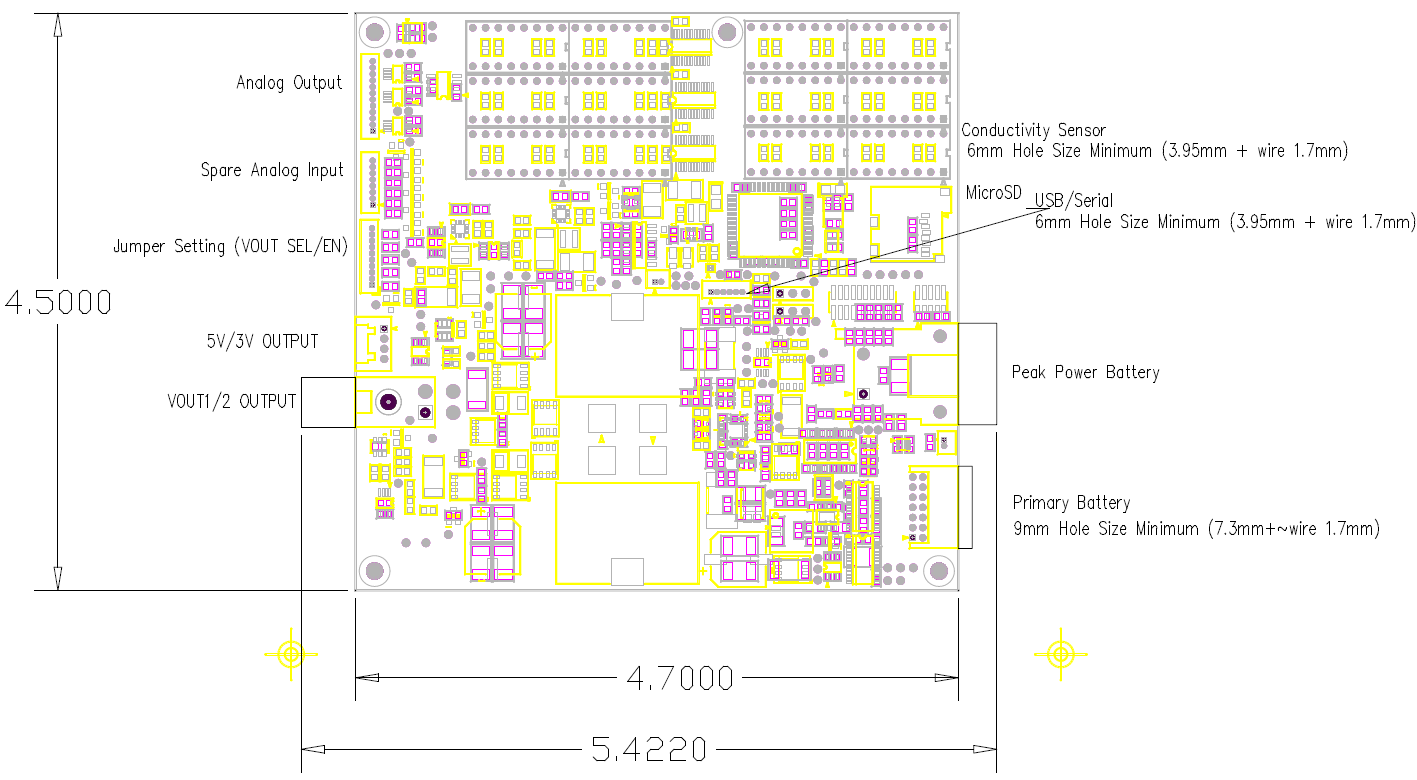 Analog Output
Spare Analog Input
Jumper Setting (VOUT SEL/EN)
4.5000
5V/3V OUTPUT
VOUT1/2 OUTPUT
Conductivity Sensor
6mm Hole Size Minimum (3.95mm + wire 1.7mm)
MicroSD
USB/Serial
6mm Hole Size Minimum (3.95mm + wire 1.7mm)
Peak Power Battery
Primary Battery
9mm Hole Size Minimum (7.3mm+~wire 1.7mm)
4.7000
5.4220